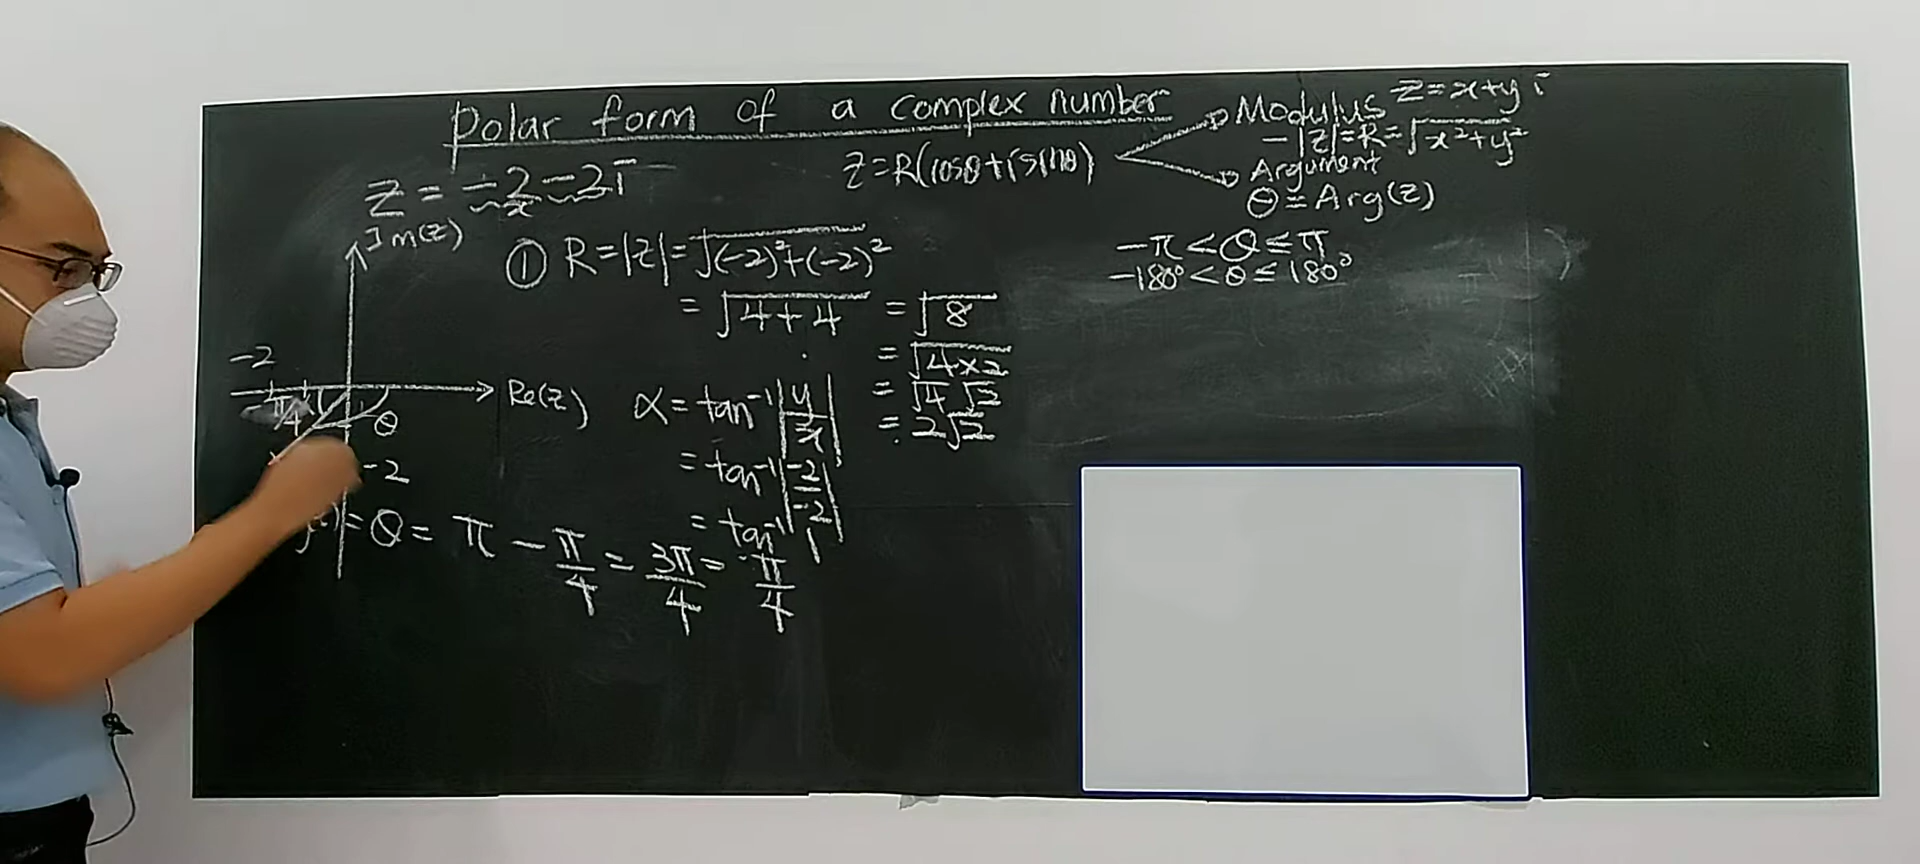 Polar form of a complex number
Z = x + yi
Modulus
- |z| = R = √x² + y²
Z = R(cosθ + i sinθ)
Argument
θ = Arg(z)
-π < θ ≤ π
-180° < θ ≤ 180°
Z = -2 - 2i
x
Im(z)
① R = |z| = √(-2)² + (-2)²
= √4 + 4 = √8
= √4 × 2
= √4 √2
= 2√2
-2
Re(z)
π/4
θ
-2
α = tan⁻¹ |y/x|
= tan⁻¹ |-2/-2|
= tan⁻¹ 1
= π/4
= θ = π - π/4 = 3π/4